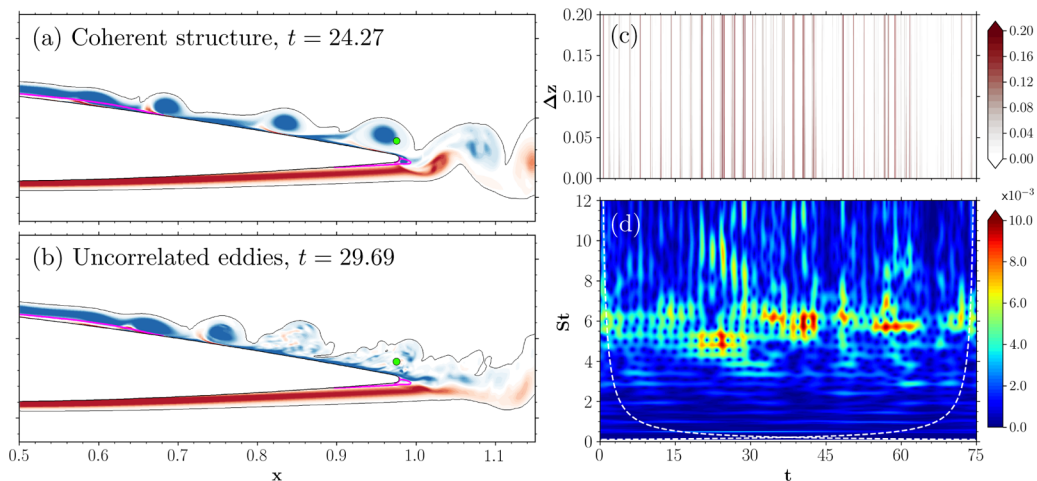 (a) Coherent structure, t = 24.27
(b) Uncorrelated eddies, t = 29.69
0.5 0.6 0.7 0.8 0.9 1.0 1.1
x
(c)
0.20
0.15
0.10
0.05
0.00
Δz
0.20
0.16
0.12
0.08
0.04
0.00
(d)
12
10
8
6
4
2
0
St
0 15 30 45 60 75
t
x10⁻³
10.0
8.0
6.0
4.0
2.0
0.0